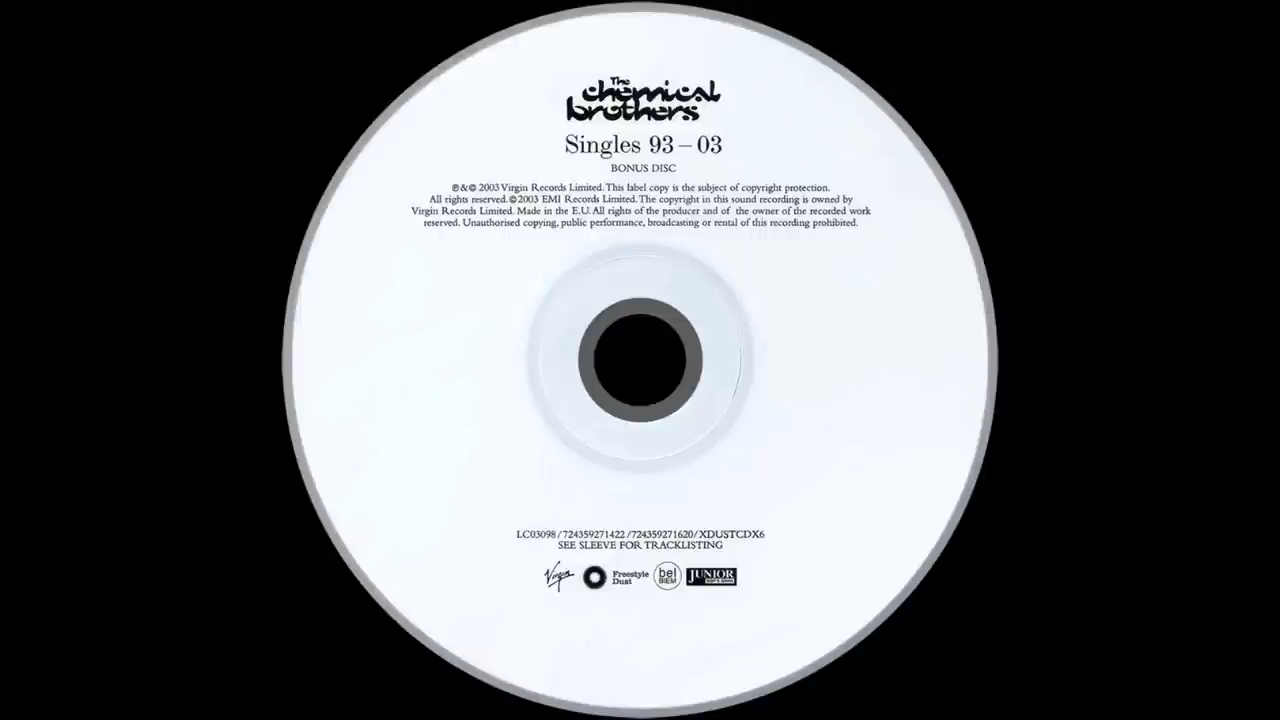 The
chemical
brothers
Singles 93 – 03
BONUS DISC
℗ & © 2003 Virgin Records Limited. This label copy is the subject of copyright protection.
All rights reserved. © 2003 EMI Records Limited. The copyright in this sound recording is owned by
Virgin Records Limited. Made in the E.U. All rights of the producer and of the owner of the recorded work
reserved. Unauthorised copying, public performance, broadcasting or rental of this recording prohibited.
LC03098/724359271422/724359271620/XDUSTCDX6
SEE SLEEVE FOR TRACKLISTING
Virgin
Freestyle
Dust
bel
BIEM
JUNIOR